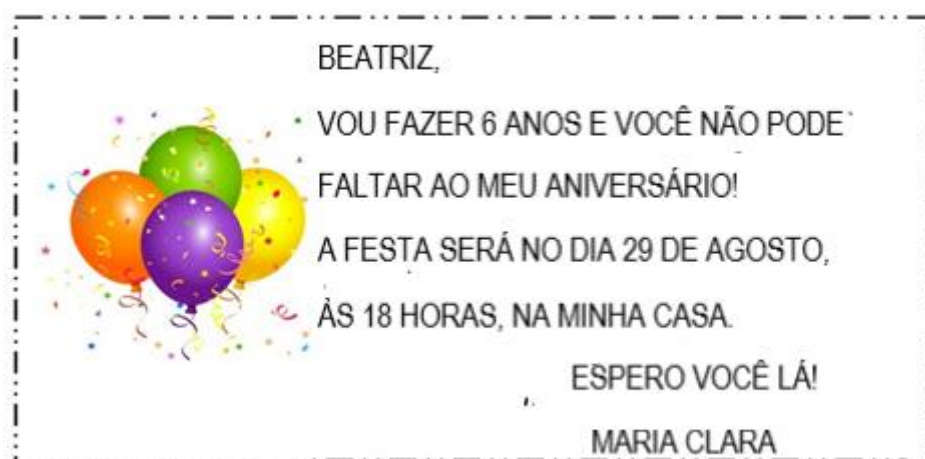 BEATRIZ,
VOU FAZER 6 ANOS E VOCÊ NÃO PODE
FALTAR AO MEU ANIVERSÁRIO!
A FESTA SERÁ NO DIA 29 DE AGOSTO,
ÀS 18 HORAS, NA MINHA CASA.
ESPERO VOCÊ LÁ!
MARIA CLARA